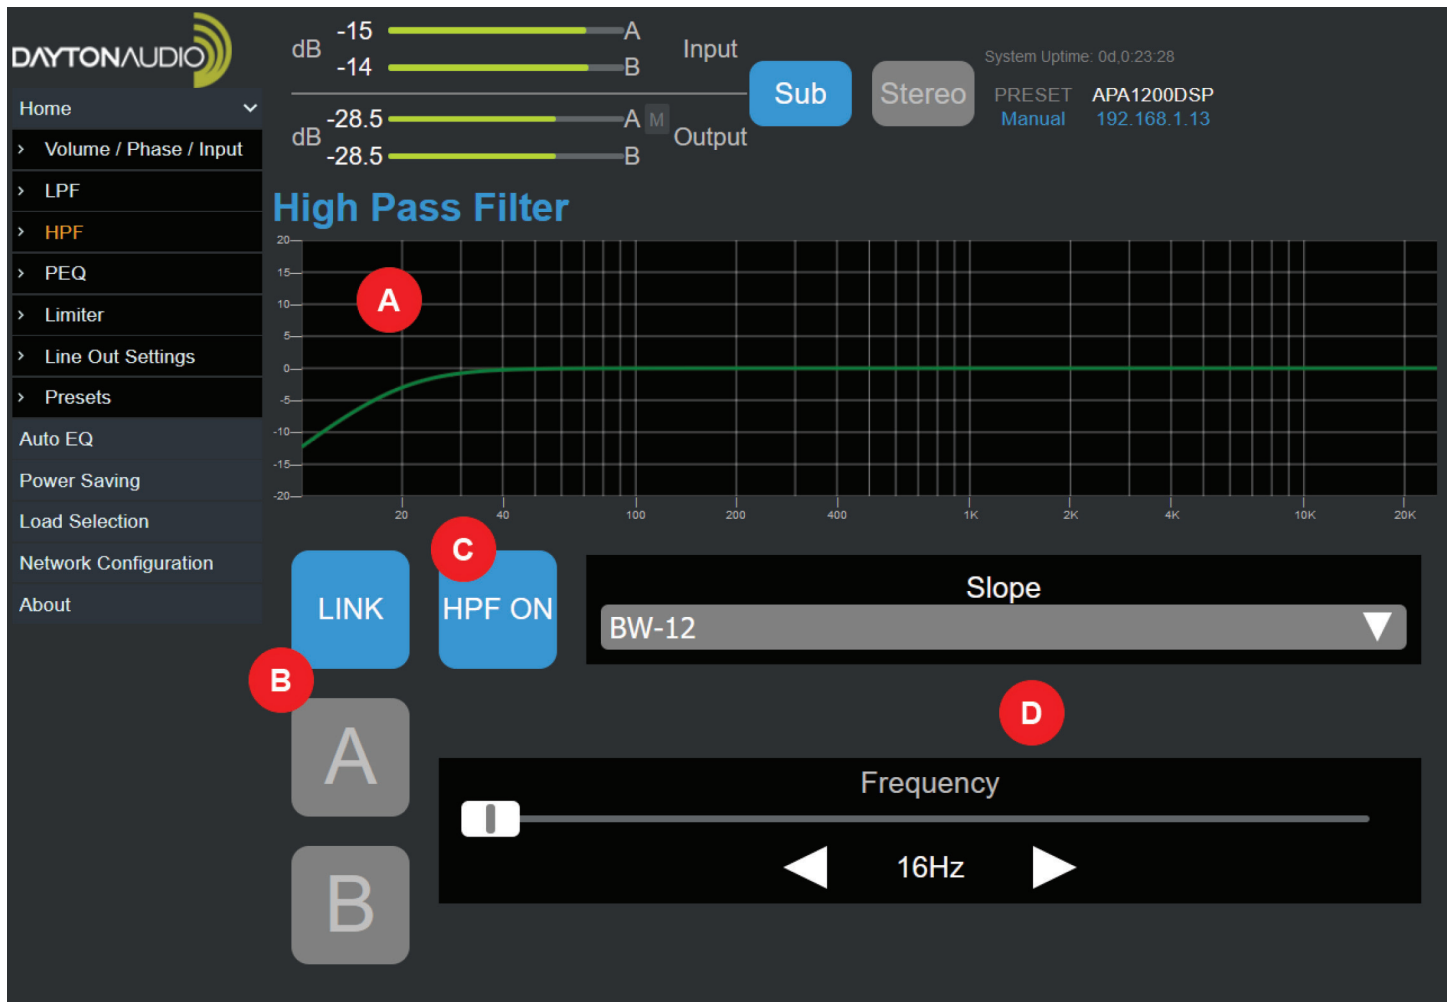 DAYTONAUDIO
Home
Volume / Phase / Input
LPF
HPF
PEQ
Limiter
Line Out Settings
Presets
Auto EQ
Power Saving
Load Selection
Network Configuration
About
dB -15 A
-14 B
Input
dB -28.5 A M
-28.5 B
Output
Sub
Stereo
System Uptime: 0d,0:23:28
PRESET APA1200DSP
Manual 192.168.1.13
High Pass Filter
20
15
10
5
0
-5
-10
-15
-20
20 40 100 200 400 1K 2K 4K 10K 20K
A
C
LINK
HPF ON
Slope
BW-12
B
D
A
Frequency
16Hz
B